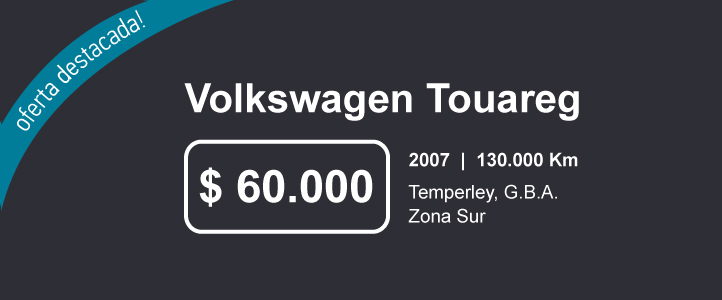 oferta destacada!
Volkswagen Touareg
$ 60.000
2007 | 130.000 Km
Temperley, G.B.A.
Zona Sur